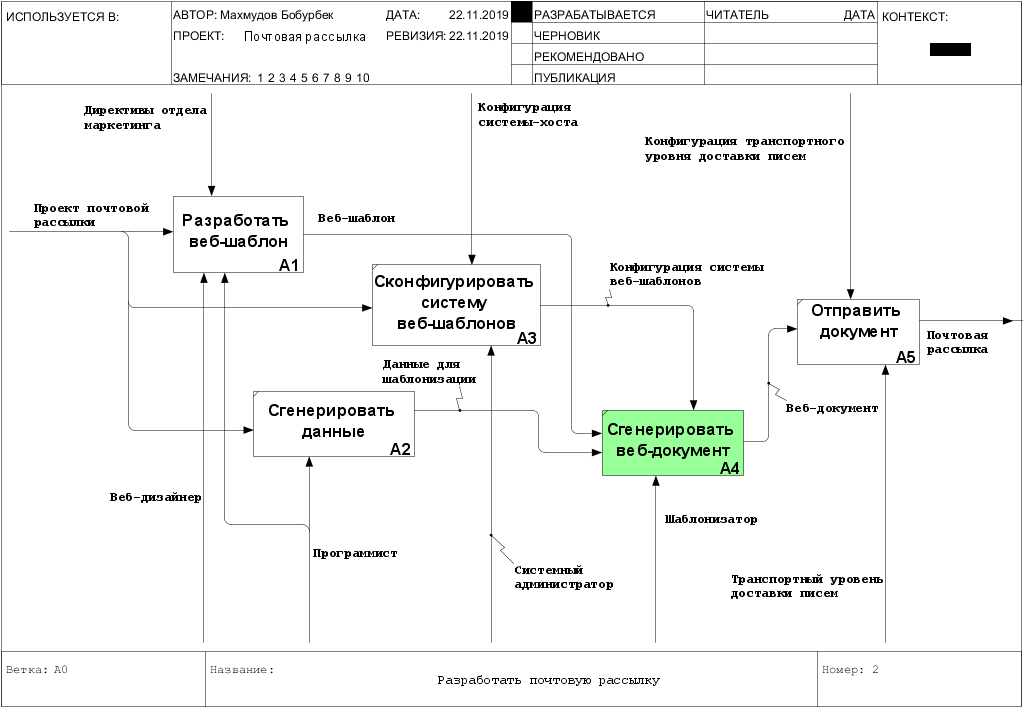 ИСПОЛЬЗУЕТСЯ В:
АВТОР: Махмудов Бобурбек
ДАТА: 22.11.2019
РАЗРАБАТЫВАЕТСЯ
ЧИТАТЕЛЬ
ДАТА
КОНТЕКСТ:
ПРОЕКТ: Почтовая рассылка
РЕВИЗИЯ: 22.11.2019
ЧЕРНОВИК
РЕКОМЕНДОВАНО
ЗАМЕЧАНИЯ: 1 2 3 4 5 6 7 8 9 10
ПУБЛИКАЦИЯ
Директивы отдела
маркетинга
Конфигурация
системы-хоста
Конфигурация транспортного
уровня доставки писем
Проект почтовой
рассылки
Разработать
веб-шаблон
A1
Веб-шаблон
Сконфигурировать
систему
веб-шаблонов
A3
Конфигурация системы
веб-шаблонов
Отправить
документ
A5
Почтовая
рассылка
Данные для
шаблонизации
Сгенерировать
данные
A2
Веб-документ
Сгенерировать
веб-документ
A4
Веб-дизайнер
Шаблонизатор
Программист
Системный
администратор
Транспортный уровень
доставки писем
Ветка: A0
Название:
Разработать почтовую рассылку
Номер: 2